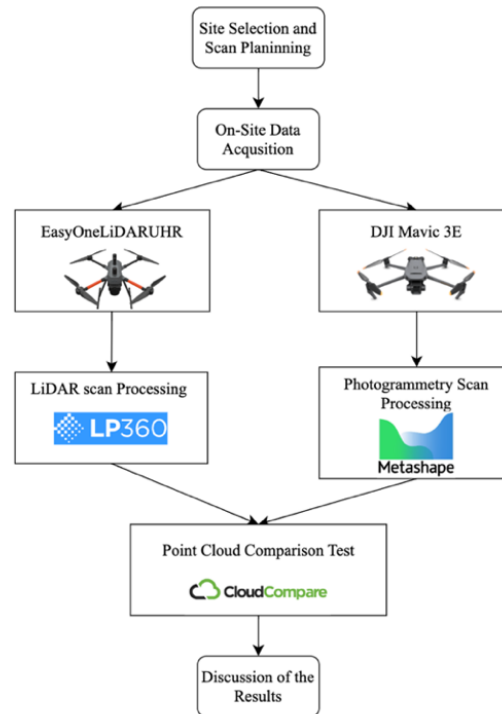 Site Selection and
Scan Planinning
On-Site Data
Acqusition
EasyOneLiDARUHR
DJI Mavic 3E
LiDAR scan Processing
LP360
Photogrammetry Scan
Processing
Metashape
Point Cloud Comparison Test
CloudCompare
Discussion of the
Results